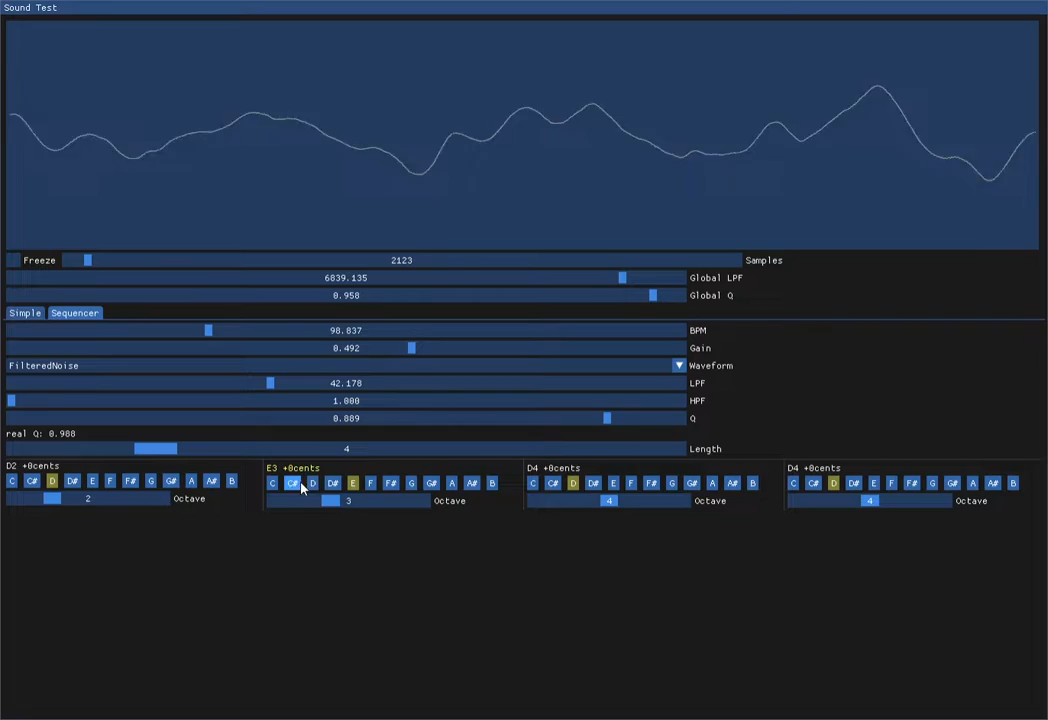 Sound Test
Freeze 2123 Samples
6839.135 Global LPF
0.958 Global Q
Simple Sequencer
98.837 BPM
0.492 Gain
FilteredNoise Waveform
42.178 LPF
1.000 HPF
0.889 Q
real Q: 0.988
4 Length
D2 +0cents E3 +0cents D4 +0cents D4 +0cents
C C# D D# E F F# G G# A A# B C C# D D# E F F# G G# A A# B C C# D D# E F F# G G# A A# B C C# D D# E F F# G G# A A# B
2 Octave 3 Octave 4 Octave 4 Octave